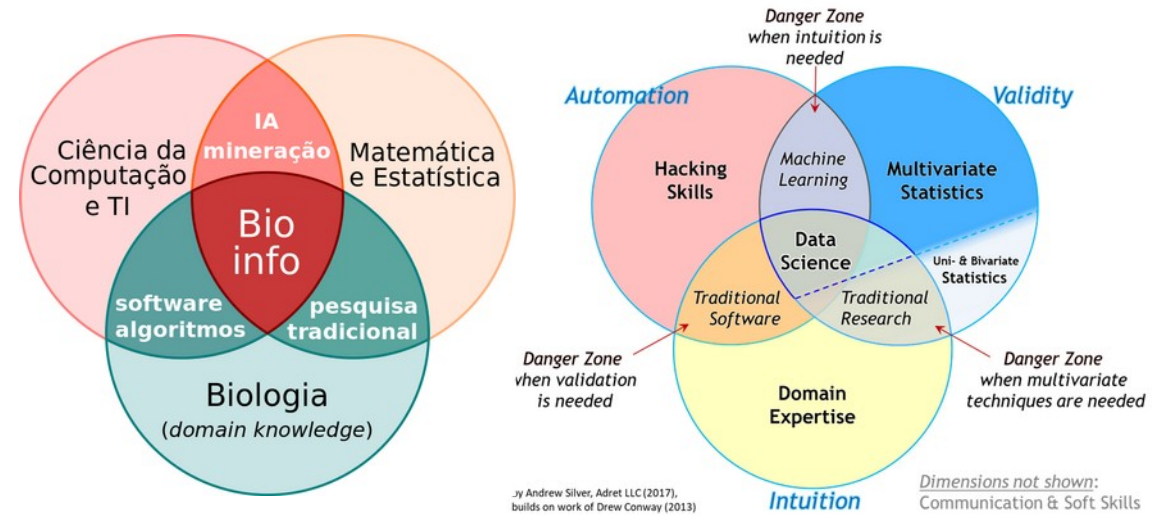 Ciência da
Computação
e TI
IA
mineração
Matemática
e Estatística
Bio
info
software
algoritmos
pesquisa
tradicional
Biologia
(domain knowledge)
Danger Zone
when intuition is
needed
Automation
Validity
Hacking
Skills
Machine
Learning
Multivariate
Statistics
Data
Science
Uni- & Bivariate
Statistics
Traditional
Software
Traditional
Research
Danger Zone
when validation
is needed
Domain
Expertise
Danger Zone
when multivariate
techniques are needed
by Andrew Silver, Adret LLC (2017),
builds on work of Drew Conway (2013)
Intuition
Dimensions not shown:
Communication & Soft Skills